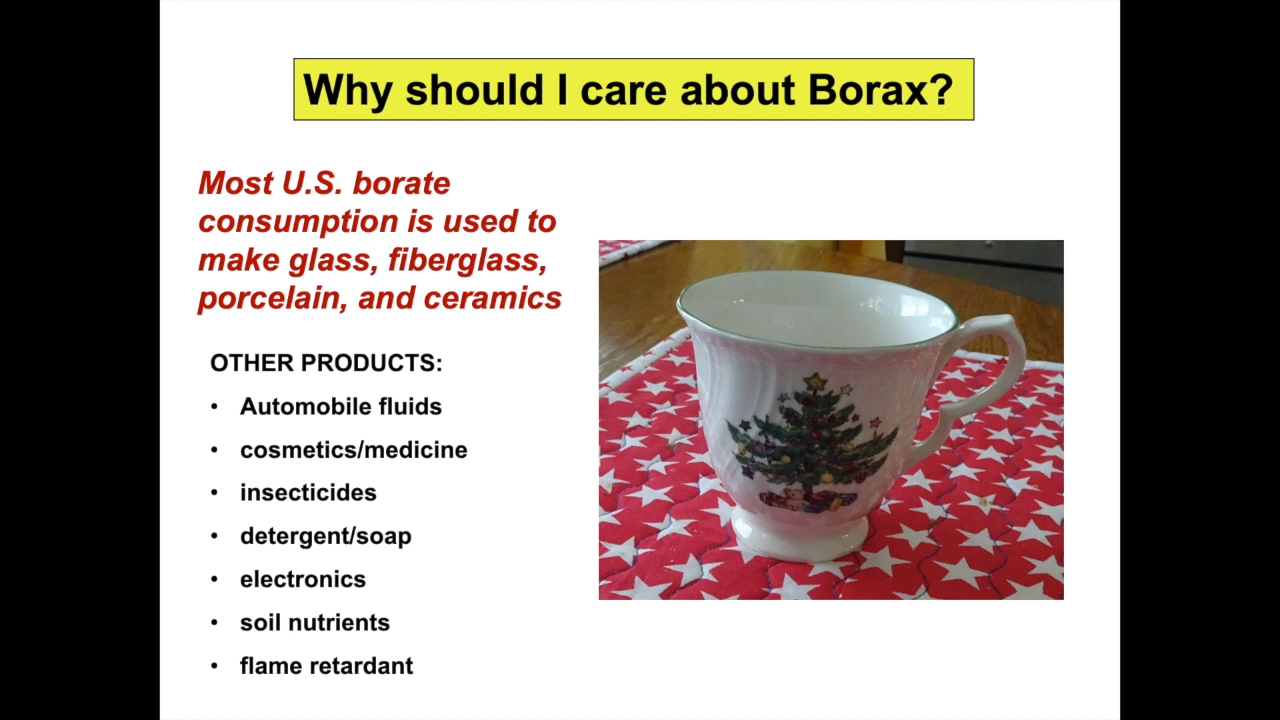 Why should I care about Borax?
Most U.S. borate
consumption is used to
make glass, fiberglass,
porcelain, and ceramics
OTHER PRODUCTS:
• Automobile fluids
• cosmetics/medicine
• insecticides
• detergent/soap
• electronics
• soil nutrients
• flame retardant